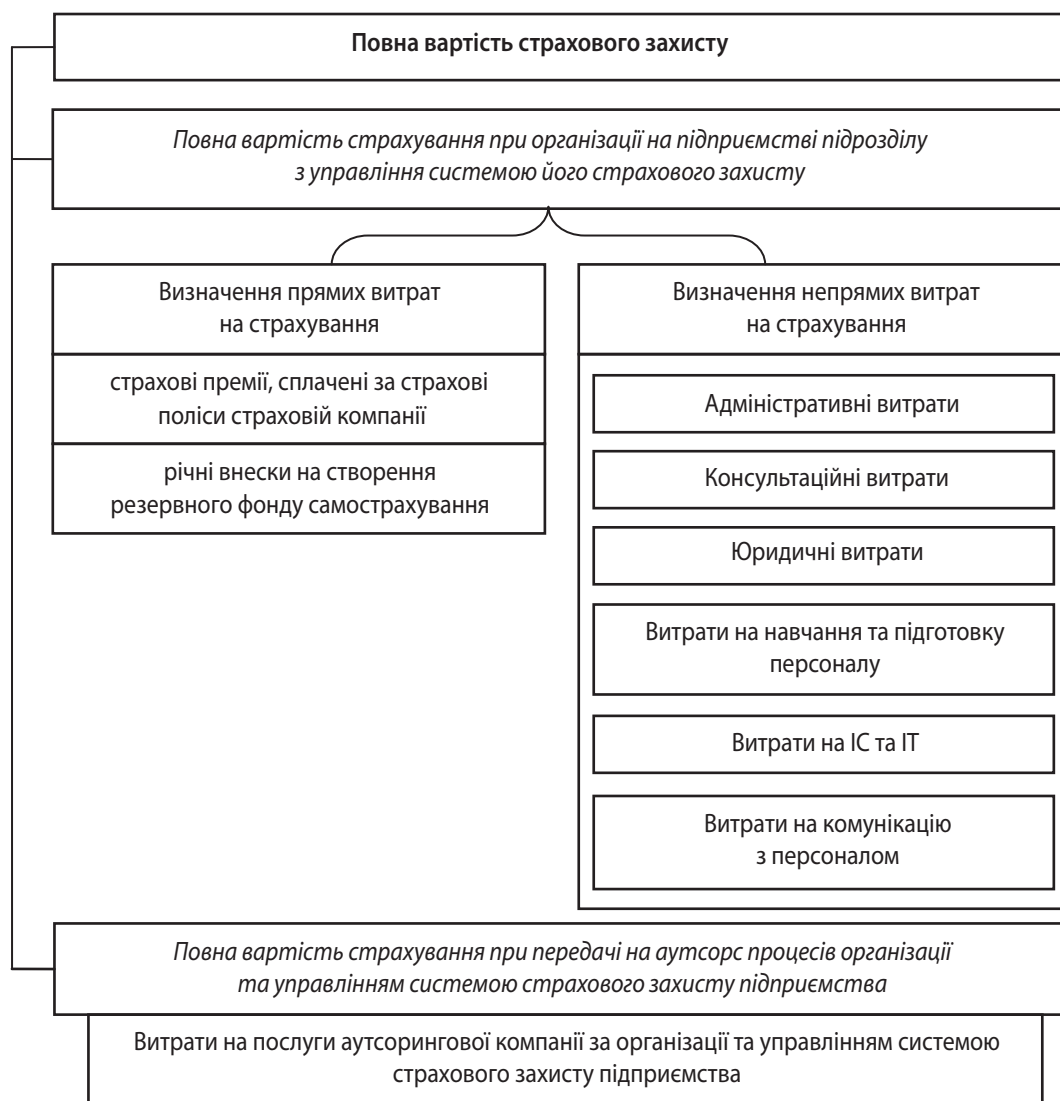 Повна вартість страхового захисту
Повна вартість страхування при організації на підприємстві підрозділу
з управління системою його страхового захисту
Визначення прямих витрат
на страхування
страхові премії, сплачені за страхові
поліси страховій компанії
річні внески на створення
резервного фонду самострахування
Визначення непрямих витрат
на страхування
Адміністративні витрати
Консультаційні витрати
Юридичні витрати
Витрати на навчання та підготовку
персоналу
Витрати на ІС та ІТ
Витрати на комунікацію
з персоналом
Повна вартість страхування при передачі на аутсорс процесів організації
та управлінням системою страхового захисту підприємства
Витрати на послуги аутсорингової компанії за організації та управлінням системою
страхового захисту підприємства